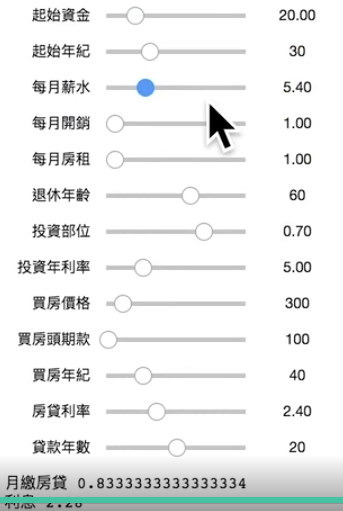 起始資金 20.00
起始年紀 30
每月薪水 5.40
每月開銷 1.00
每月房租 1.00
退休年齡 60
投資部位 0.70
投資年利率 5.00
買房價格 300
買房頭期款 100
買房年紀 40
房貸利率 2.40
貸款年數 20
月繳房貸 0.8333333333333334
利息 2.28